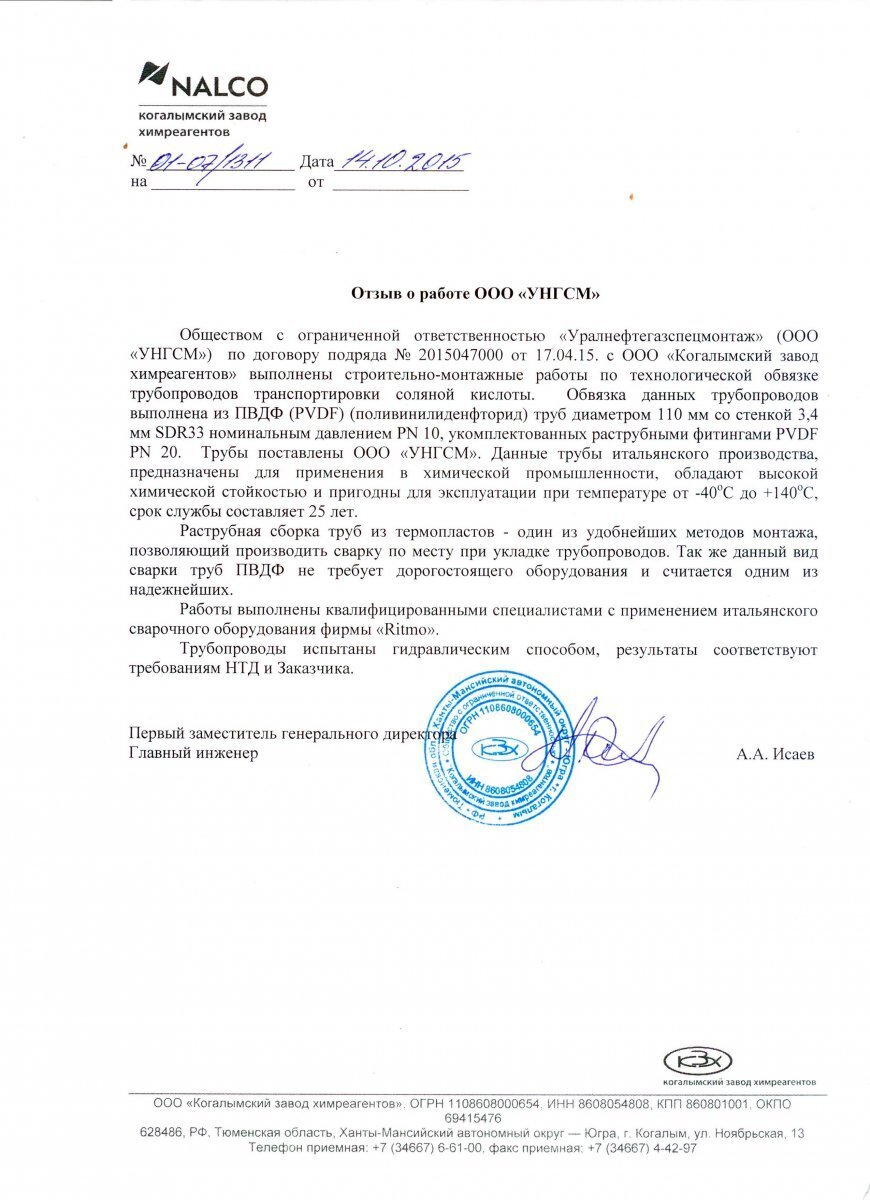 NALCO
когалымский завод
химреагентов
№ 01-07/1311 Дата 14.10.2015
на от
Отзыв о работе ООО «УНГСМ»
Обществом с ограниченной ответственностью «Уралнефтегазспецмонтаж» (ООО
«УНГСМ») по договору подряда № 2015047000 от 17.04.15. с ООО «Когалымский завод
химреагентов» выполнены строительно-монтажные работы по технологической обвязке
трубопроводов транспортировки соляной кислоты. Обвязка данных трубопроводов
выполнена из ПВДФ (PVDF) (поливинилиденфторид) труб диаметром 110 мм со стенкой 3,4
мм SDR33 номинальным давлением PN 10, укомплектованных раструбными фитингами PVDF
PN 20. Трубы поставлены ООО «УНГСМ». Данные трубы итальянского производства,
предназначены для применения в химической промышленности, обладают высокой
химической стойкостью и пригодны для эксплуатации при температуре от -40°С до +140°С,
срок службы составляет 25 лет.
Раструбная сборка труб из термопластов - один из удобнейших методов монтажа,
позволяющий производить сварку по месту при укладке трубопроводов. Так же данный вид
сварки труб ПВДФ не требует дорогостоящего оборудования и считается одним из
надежнейших.
Работы выполнены квалифицированными специалистами с применением итальянского
сварочного оборудования фирмы «Ritmo».
Трубопроводы испытаны гидравлическим способом, результаты соответствуют
требованиям НТД и Заказчика.
Первый заместитель генерального директора
Главный инженер А.А. Исаев
РФ * Тюменская обл. * Ханты-Мансийский автономный округ - Югра * г. Когалым
Общество с ограниченной ответственностью
"Когалымский завод химреагентов"
ОГРН 1108608000654
КЗх
ИНН 8608054808
КЗх
когалымский завод химреагентов
ООО «Когалымский завод химреагентов», ОГРН 1108608000654, ИНН 8608054808, КПП 860801001, ОКПО
69415476
628486, РФ, Тюменская область, Ханты-Мансийский автономный округ — Югра, г. Когалым, ул. Ноябрьская, 13
Телефон приемная: +7 (34667) 6-61-00, факс приемная: +7 (34667) 4-42-97